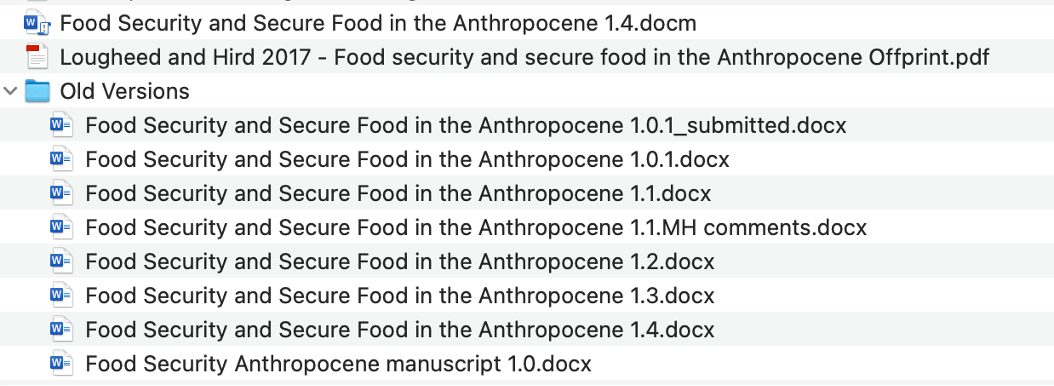 Food Security and Secure Food in the Anthropocene 1.4.docm
Lougheed and Hird 2017 - Food security and secure food in the Anthropocene Offprint.pdf
Old Versions
Food Security and Secure Food in the Anthropocene 1.0.1_submitted.docx
Food Security and Secure Food in the Anthropocene 1.0.1.docx
Food Security and Secure Food in the Anthropocene 1.1.docx
Food Security and Secure Food in the Anthropocene 1.1.MH comments.docx
Food Security and Secure Food in the Anthropocene 1.2.docx
Food Security and Secure Food in the Anthropocene 1.3.docx
Food Security and Secure Food in the Anthropocene 1.4.docx
Food Security Anthropocene manuscript 1.0.docx